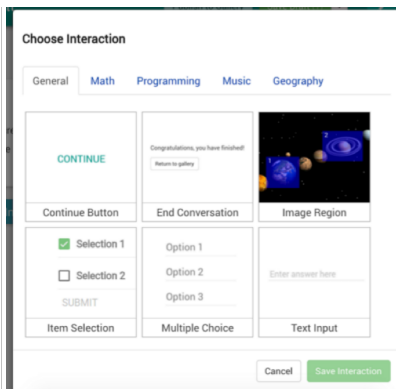 Choose Interaction
General Math Programming Music Geography
CONTINUE
Continue Button
Congratulations, you have finished!
Return to gallery
End Conversation
2
1
Image Region
Selection 1
Selection 2
SUBMIT
Item Selection
Option 1
Option 2
Option 3
Multiple Choice
Enter answer here
Text Input
Cancel Save Interaction